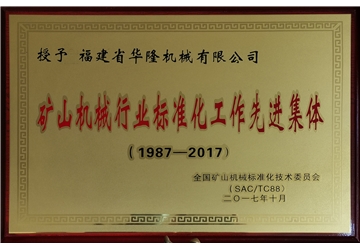 授予 福建省华隆机械有限公司
矿山机械行业标准化工作先进集体
(1987—2017)
全国矿山机械标准化技术委员会
(SAC/TC88)
二〇一七年十月